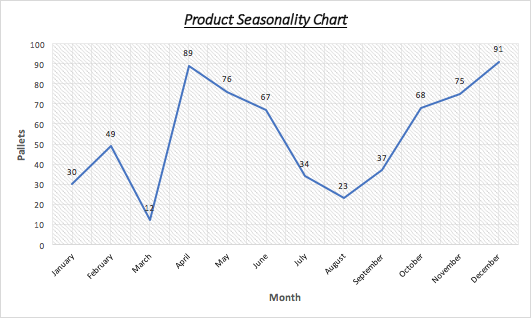 Product Seasonality Chart
100
90
80
70
60
50
40
30
20
10
0
Pallets
30
49
12
89
76
67
34
23
37
68
75
91
January
February
March
April
May
June
July
August
September
October
November
December
Month